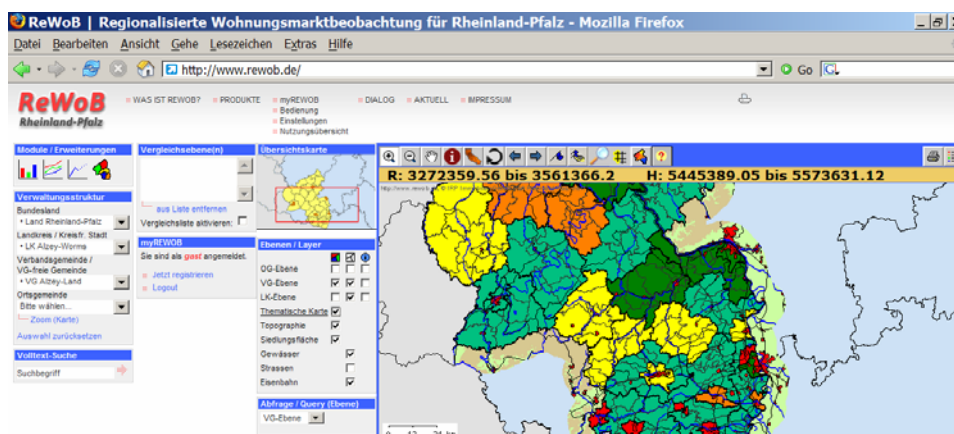 ReWoB | Regionalisierte Wohnungsmarktbeobachtung für Rheinland-Pfalz - Mozilla Firefox
Datei Bearbeiten Ansicht Gehe Lesezeichen Extras Hilfe
http://www.rewob.de/ Go
ReWoB
Rheinland-Pfalz
WAS IST REWOB? PRODUKTE myREWOB DIALOG AKTUELL IMPRESSUM
Bedienung
Einstellungen
Nutzungsübersicht
Module / Erweiterungen
Verwaltungsstruktur
Bundesland
• Land Rheinland-Pfalz
Landkreis / Kreisfr. Stadt
• LK Alzey-Worms
Verbandsgemeinde /
VG-freie Gemeinde
• VG Alzey-Land
Ortsgemeinde
Bitte wählen...
Zoom (Karte)
Auswahl zurücksetzen
Volltext-Suche
Suchbegriff
Vergleichsebene(n)
aus Liste entfernen
Vergleichsliste aktivieren:
myREWOB
Sie sind als gast angemeldet.
Jetzt registrieren
Logout
Übersichtskarte
Ebenen / Layer
OG-Ebene
VG-Ebene
LK-Ebene
Thematische Karte
Topographie
Siedlungsfläche
Gewässer
Strassen
Eisenbahn
Abfrage / Query (Ebene)
VG-Ebene
R: 3272359.56 bis 3561366.2 H: 5445389.05 bis 5573631.12